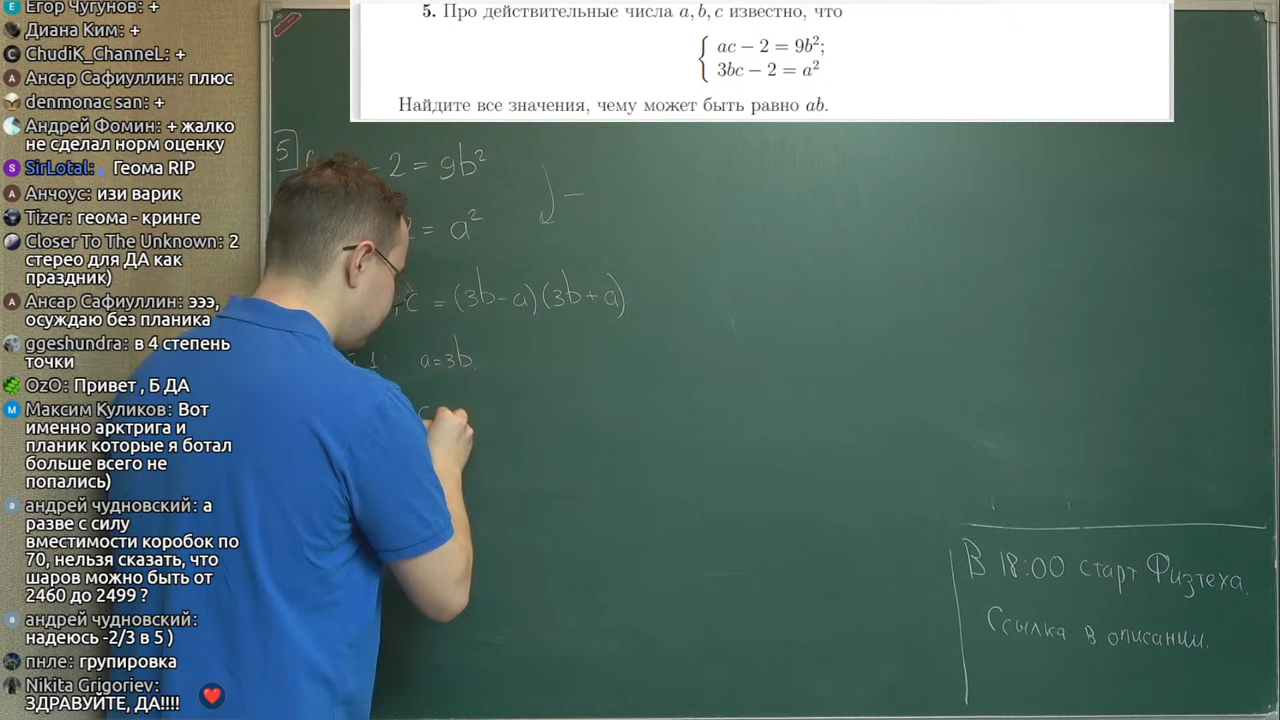 Егор Чугунов: +
Диана Ким: +
ChudiK_ChanneL: +
Ансар Сафиуллин: плюс
denmonac san: +
Андрей Фомин: + жалко
не сделал норм оценку
SirLotal: Геома RIP
Анчоус: изи варик
Tizer: геома - кринге
Closer To The Unknown: 2
стерео для ДА как
праздник)
Ансар Сафиуллин: эээ,
осуждаю без планика
ggeshundra: в 4 степень
точки
OzO: Привет , Б ДА
Максим Куликов: Вот
именно арктрига и
планик которые я ботал
больше всего не
попались)
андрей чудновский: а
разве с силу
вместимости коробок по
70, нельзя сказать, что
шаров можно быть от
2460 до 2499 ?
андрей чудновский:
надеюсь -2/3 в 5 )
пнле: групировка
Nikita Grigoriev:
ЗДРАВУЙТЕ, ДА!!!!
5. Про действительные числа a, b, c известно, что
ac − 2 = 9b²;
3bc − 2 = a²
Найдите все значения, чему может быть равно ab.
5
- 2 = 9b²
2 = a²
c = (3b-a)(3b+a)
1: a=3b.
c
В 18:00 старт Физтеха.
Ссылка в описании.